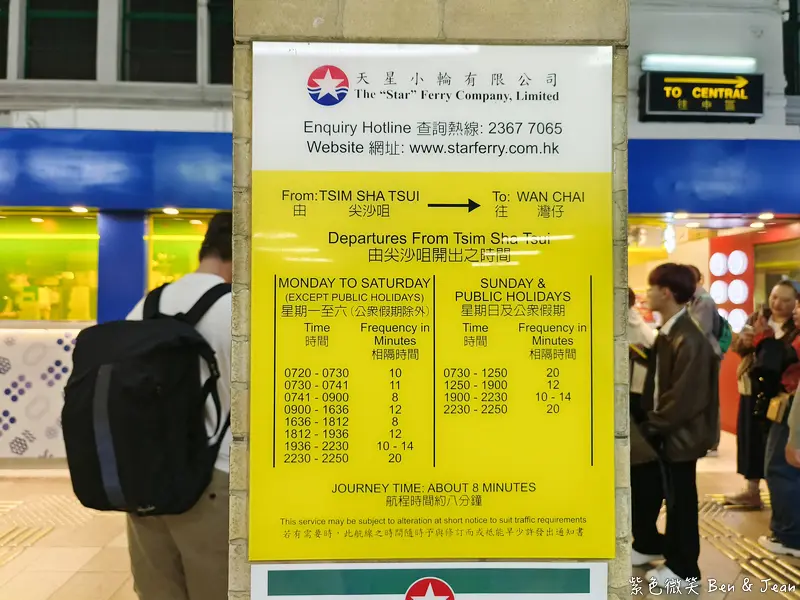 天星小輪有限公司
The "Star" Ferry Company, Limited
Enquiry Hotline 查詢熱線: 2367 7065
Website 網址: www.starferry.com.hk
From: TSIM SHA TSUI To: WAN CHAI
由 尖沙咀 往 灣仔
Departures From Tsim Sha Tsui
由尖沙咀開出之時間
MONDAY TO SATURDAY
(EXCEPT PUBLIC HOLIDAYS)
星期一至六 (公眾假期除外)
Time Frequency in
時間 Minutes
相隔時間
0720 - 0730 10
0730 - 0741 11
0741 - 0900 8
0900 - 1636 12
1636 - 1812 8
1812 - 1936 12
1936 - 2230 10 - 14
2230 - 2250 20
SUNDAY &
PUBLIC HOLIDAYS
星期日及公眾假期
Time Frequency in
時間 Minutes
相隔時間
0730 - 1250 20
1250 - 1900 12
1900 - 2230 10 - 14
2230 - 2250 20
JOURNEY TIME: ABOUT 8 MINUTES
航程時間約八分鐘
This service may be subject to alteration at short notice to suit traffic requirements
若有需要時，此航線之時間隨時予與修訂而或祗能早少許發出通知書
TO CENTRAL
往中區
紫色微笑 Ben & Jean